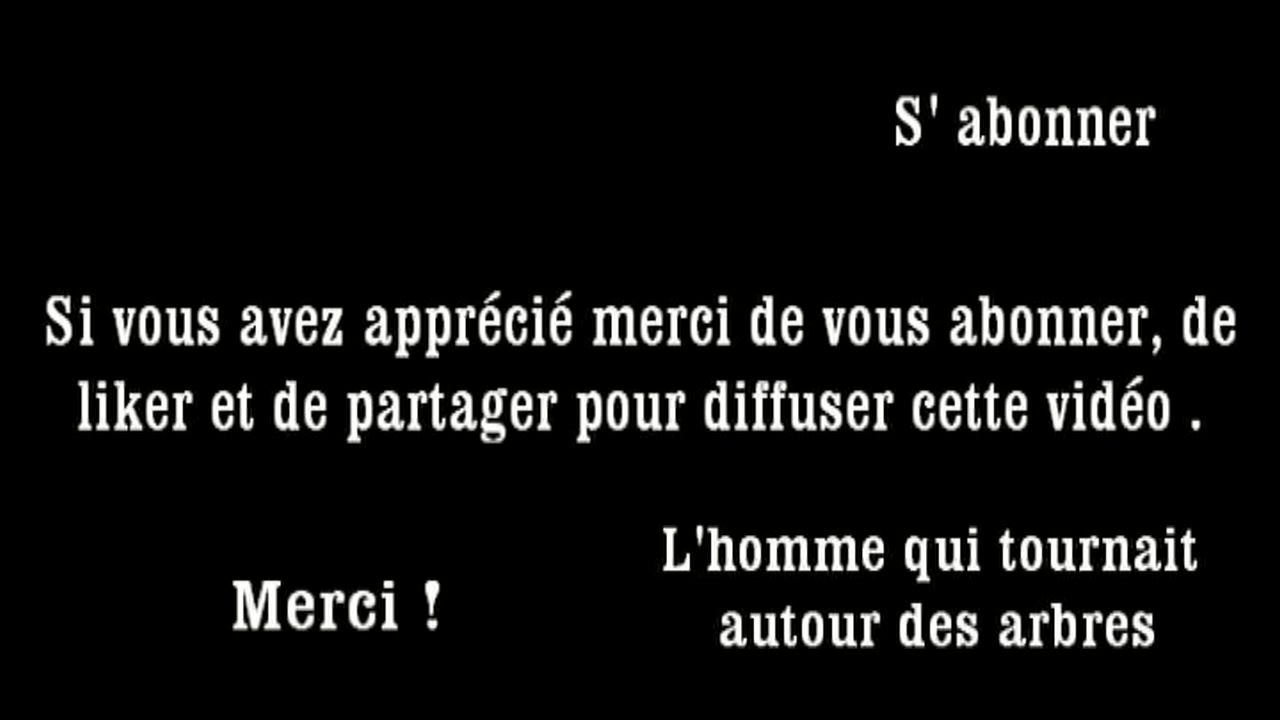 S' abonner
Si vous avez apprécié merci de vous abonner, de
liker et de partager pour diffuser cette vidéo .
Merci !
L'homme qui tournait
autour des arbres